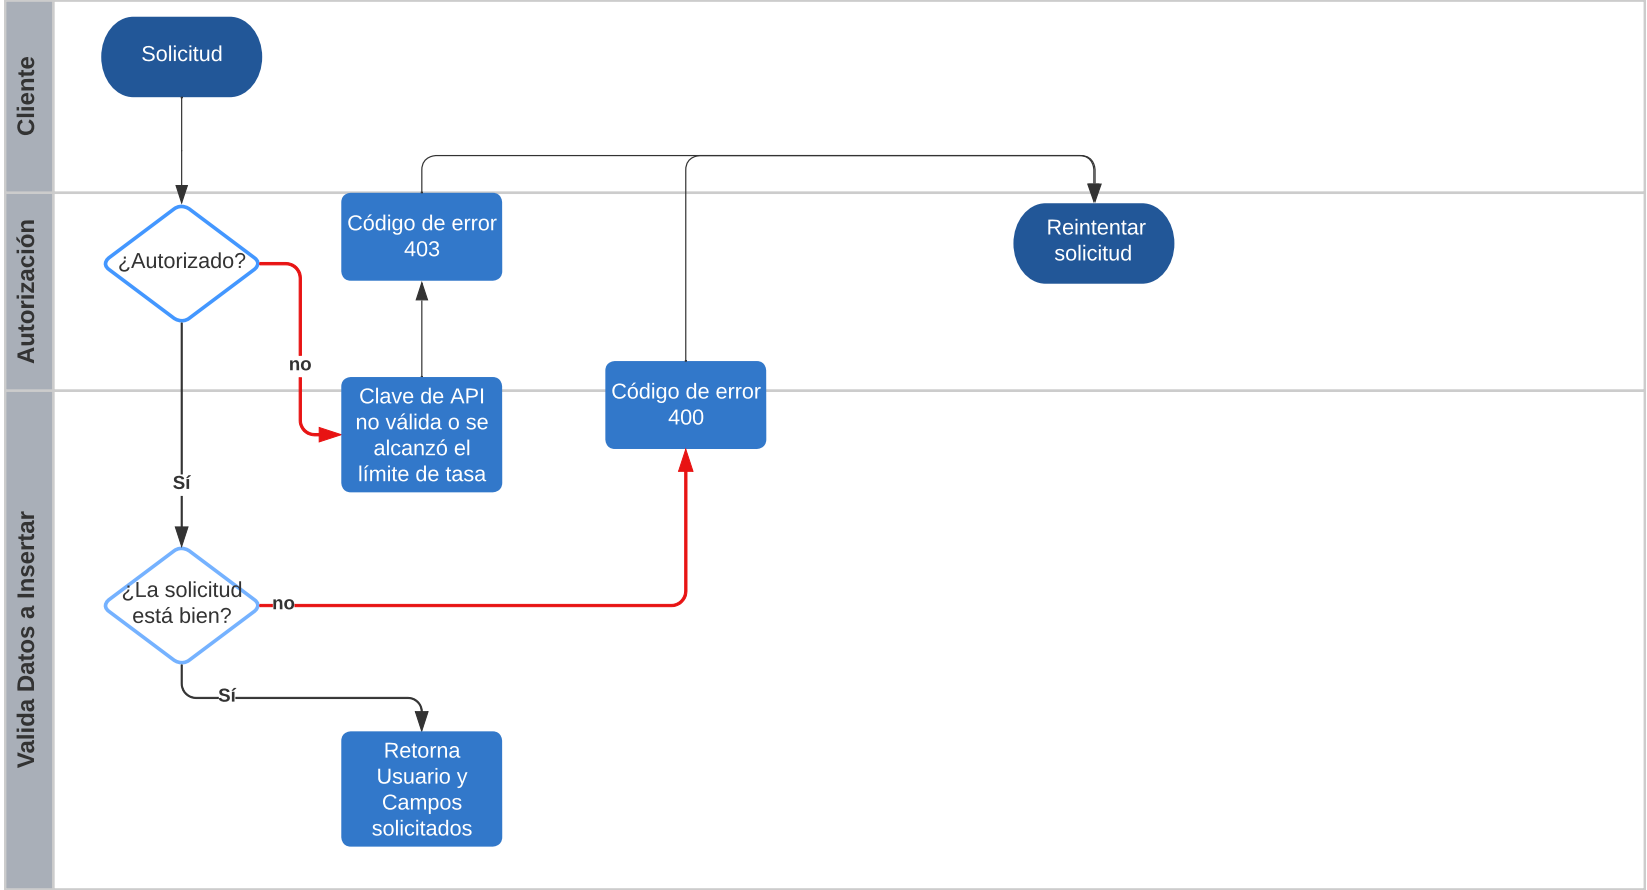 Cliente
Solicitud
Autorización
¿Autorizado?
Código de error
403
Reintentar
solicitud
no
Clave de API
no válida o se
alcanzó el
límite de tasa
Código de error
400
Sí
Valida Datos a Insertar
¿La solicitud
está bien?
no
Sí
Retorna
Usuario y
Campos
solicitados